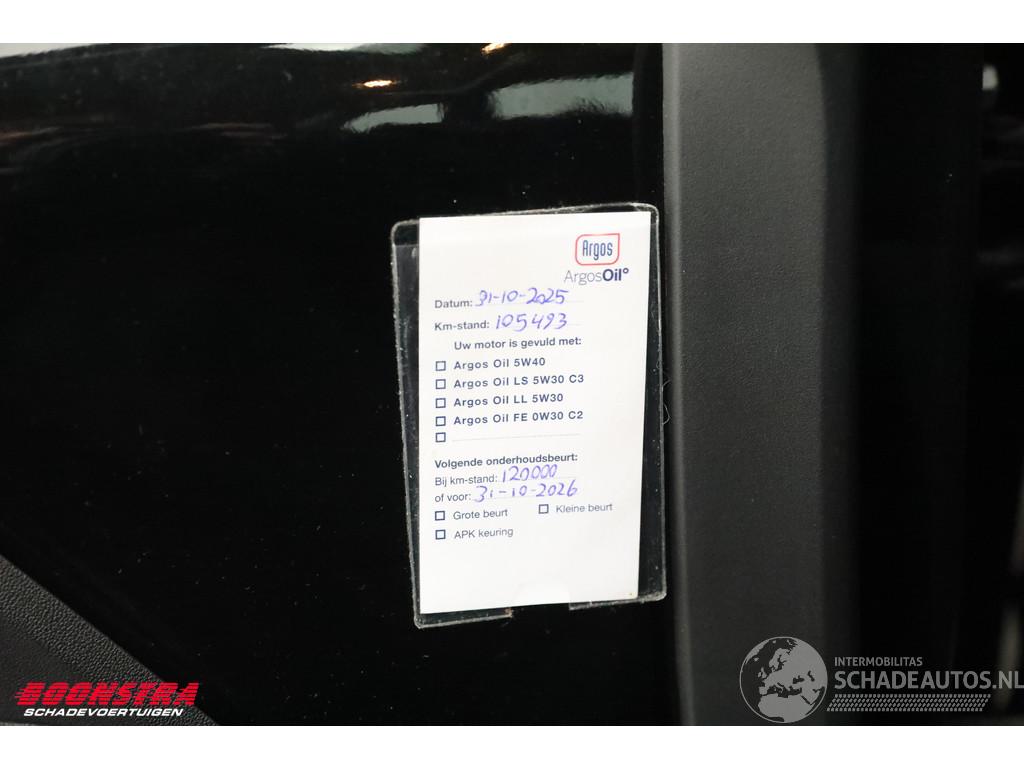 Argos
ArgosOil°
Datum: 31-10-2025
Km-stand: 105493
Uw motor is gevuld met:
Argos Oil 5W40
Argos Oil LS 5W30 C3
Argos Oil LL 5W30
Argos Oil FE 0W30 C2
Volgende onderhoudsbeurt:
Bij km-stand: 120000
of voor: 31-10-2026
Grote beurt Kleine beurt
APK keuring
BOONSTRA
SCHADEVOERTUIGEN
INTERMOBILITAS
SCHADEAUTOS.NL